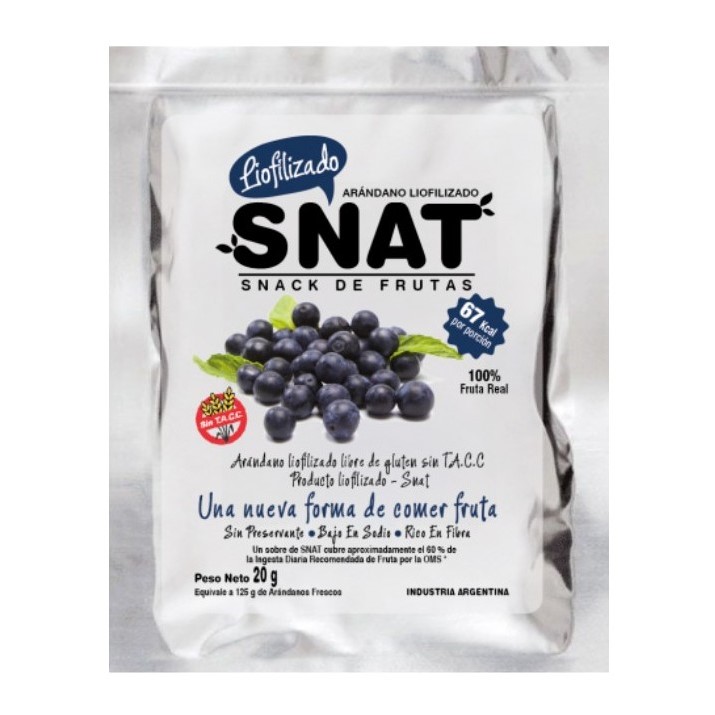 Liofilizado
ARÁNDANO LIOFILIZADO
SNAT
SNACK DE FRUTAS
67 Kcal
por porción
100%
Fruta Real
Sin T.A.C.C.
Arándano liofilizado libre de gluten sin T.A.C.C
Producto liofilizado - Snat
Una nueva forma de comer fruta
Sin Preservante • Bajo En Sodio • Rico En Fibra
Un sobre de SNAT cubre aproximadamente el 60 % de
la Ingesta Diaria Recomendada de Fruta por la OMS *
Peso Neto 20 g
Equivale a 125 g de Arándanos Frescos
INDUSTRIA ARGENTINA